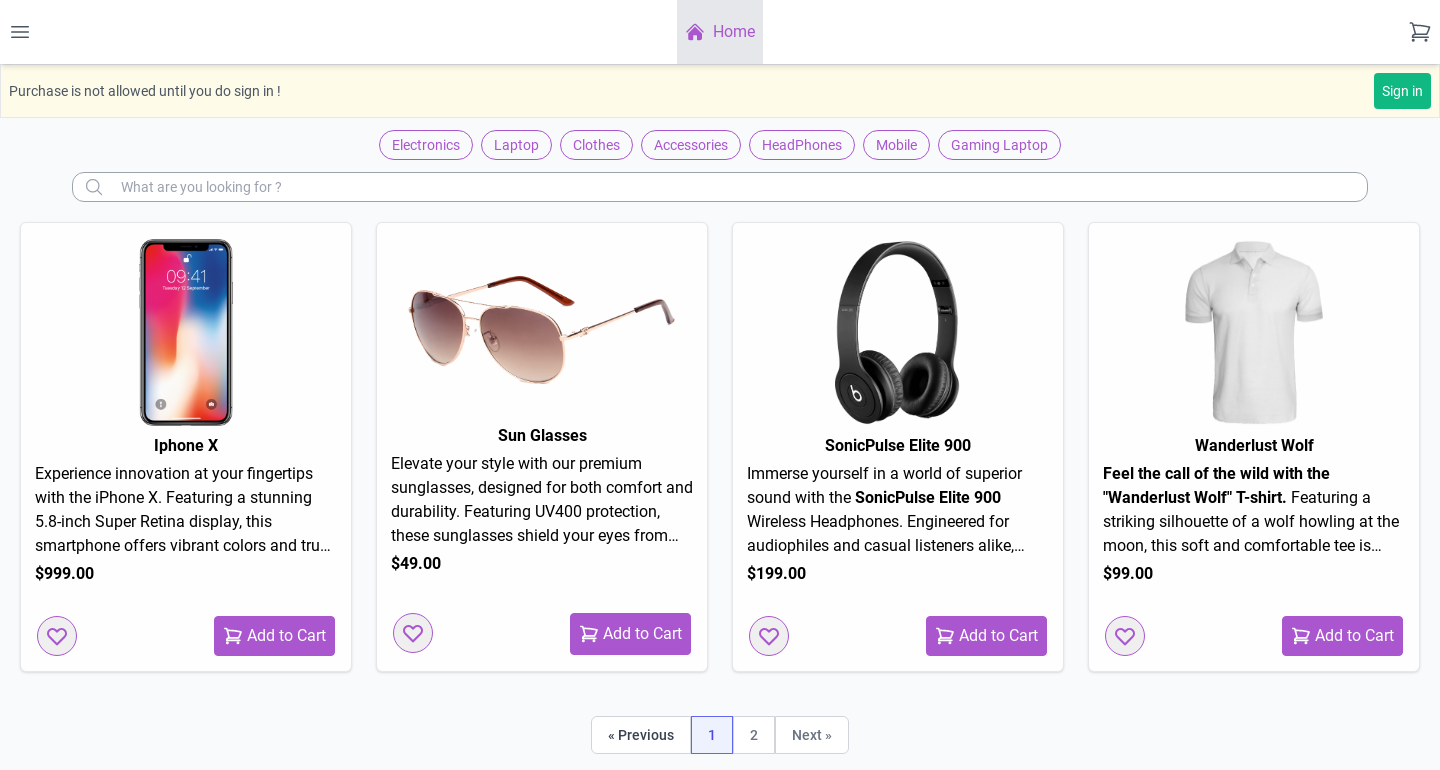 Home
Purchase is not allowed until you do sign in !
Sign in
Electronics
Laptop
Clothes
Accessories
HeadPhones
Mobile
Gaming Laptop
What are you looking for ?
09:41
Tuesday 12 September
Iphone X
Experience innovation at your fingertips
with the iPhone X. Featuring a stunning
5.8-inch Super Retina display, this
smartphone offers vibrant colors and tru…
$999.00
Add to Cart
Sun Glasses
Elevate your style with our premium
sunglasses, designed for both comfort and
durability. Featuring UV400 protection,
these sunglasses shield your eyes from…
$49.00
Add to Cart
b
SonicPulse Elite 900
Immerse yourself in a world of superior
sound with the SonicPulse Elite 900
Wireless Headphones. Engineered for
audiophiles and casual listeners alike,…
$199.00
Add to Cart
Wanderlust Wolf
Feel the call of the wild with the
"Wanderlust Wolf" T-shirt. Featuring a
striking silhouette of a wolf howling at the
moon, this soft and comfortable tee is…
$99.00
Add to Cart
« Previous
1
2
Next »